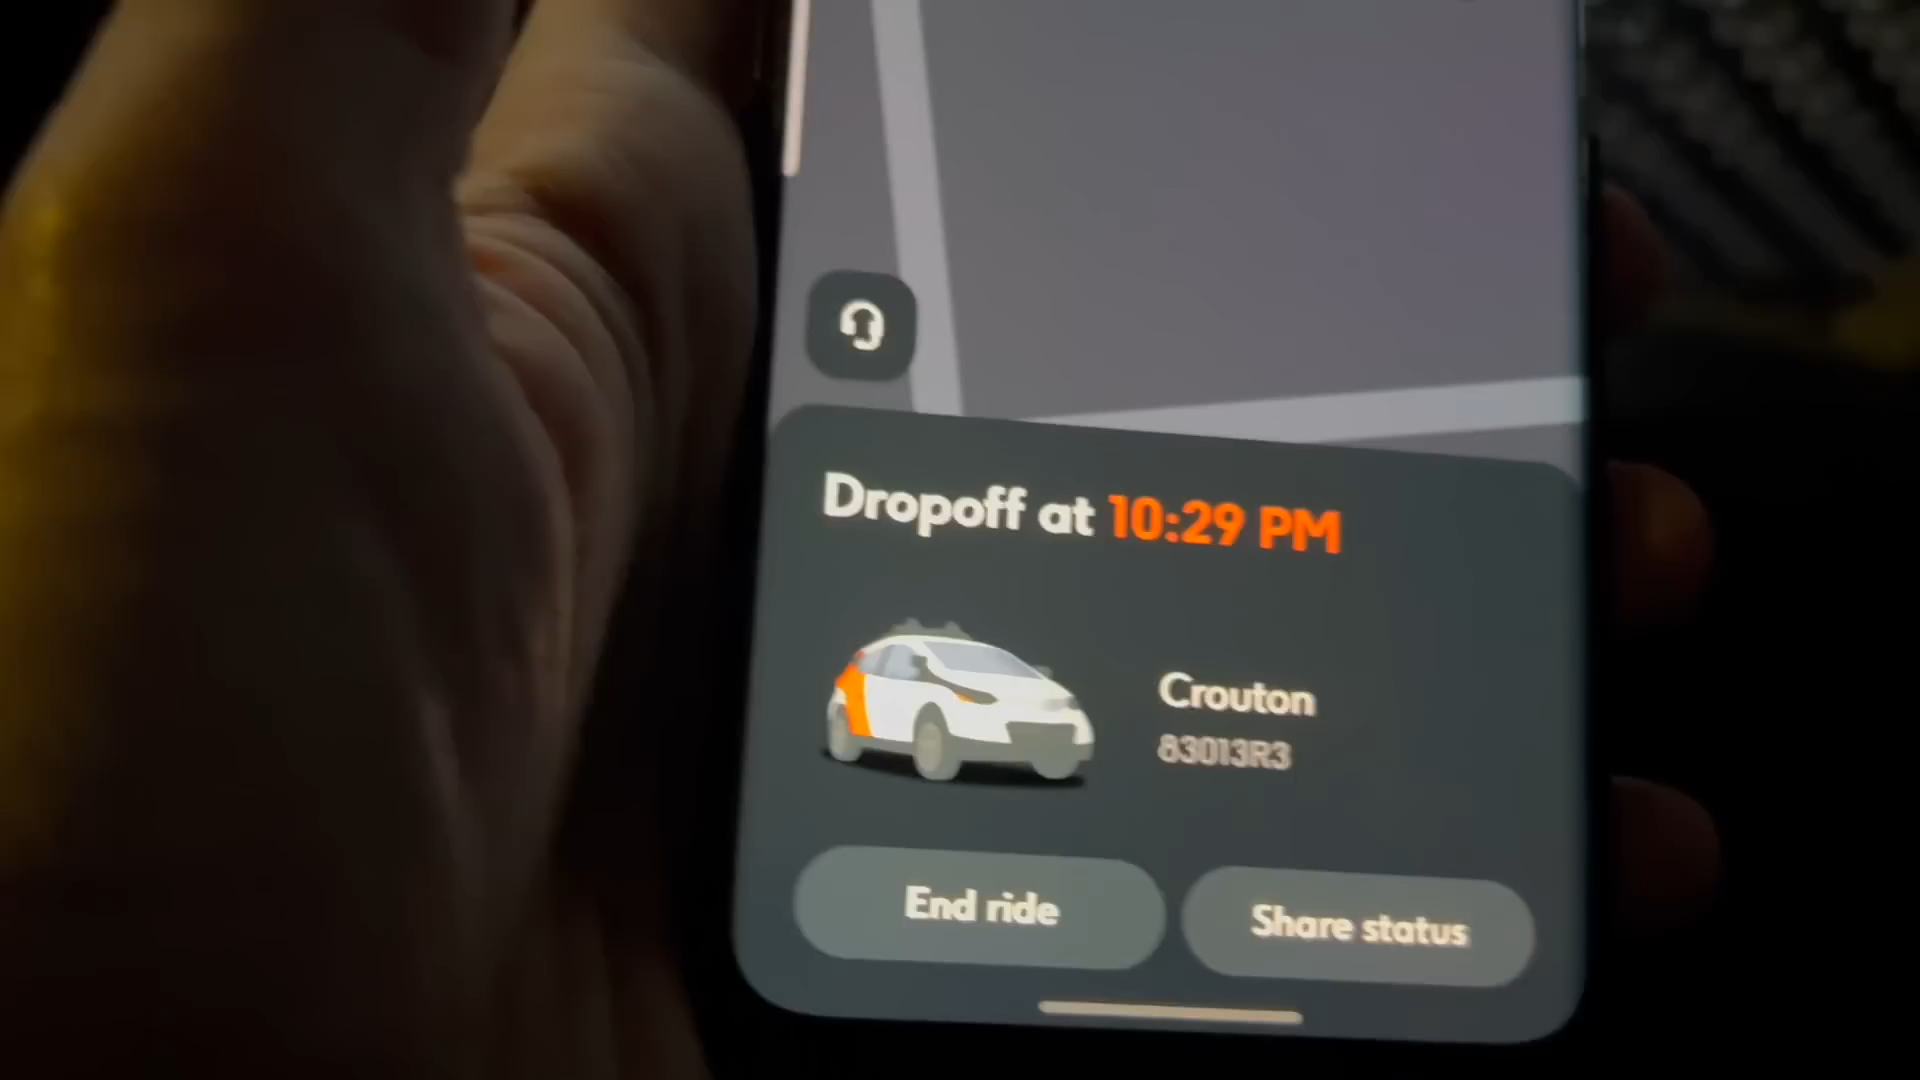 Dropoff at 10:29 PM
Crouton
83013R3
End ride
Share status